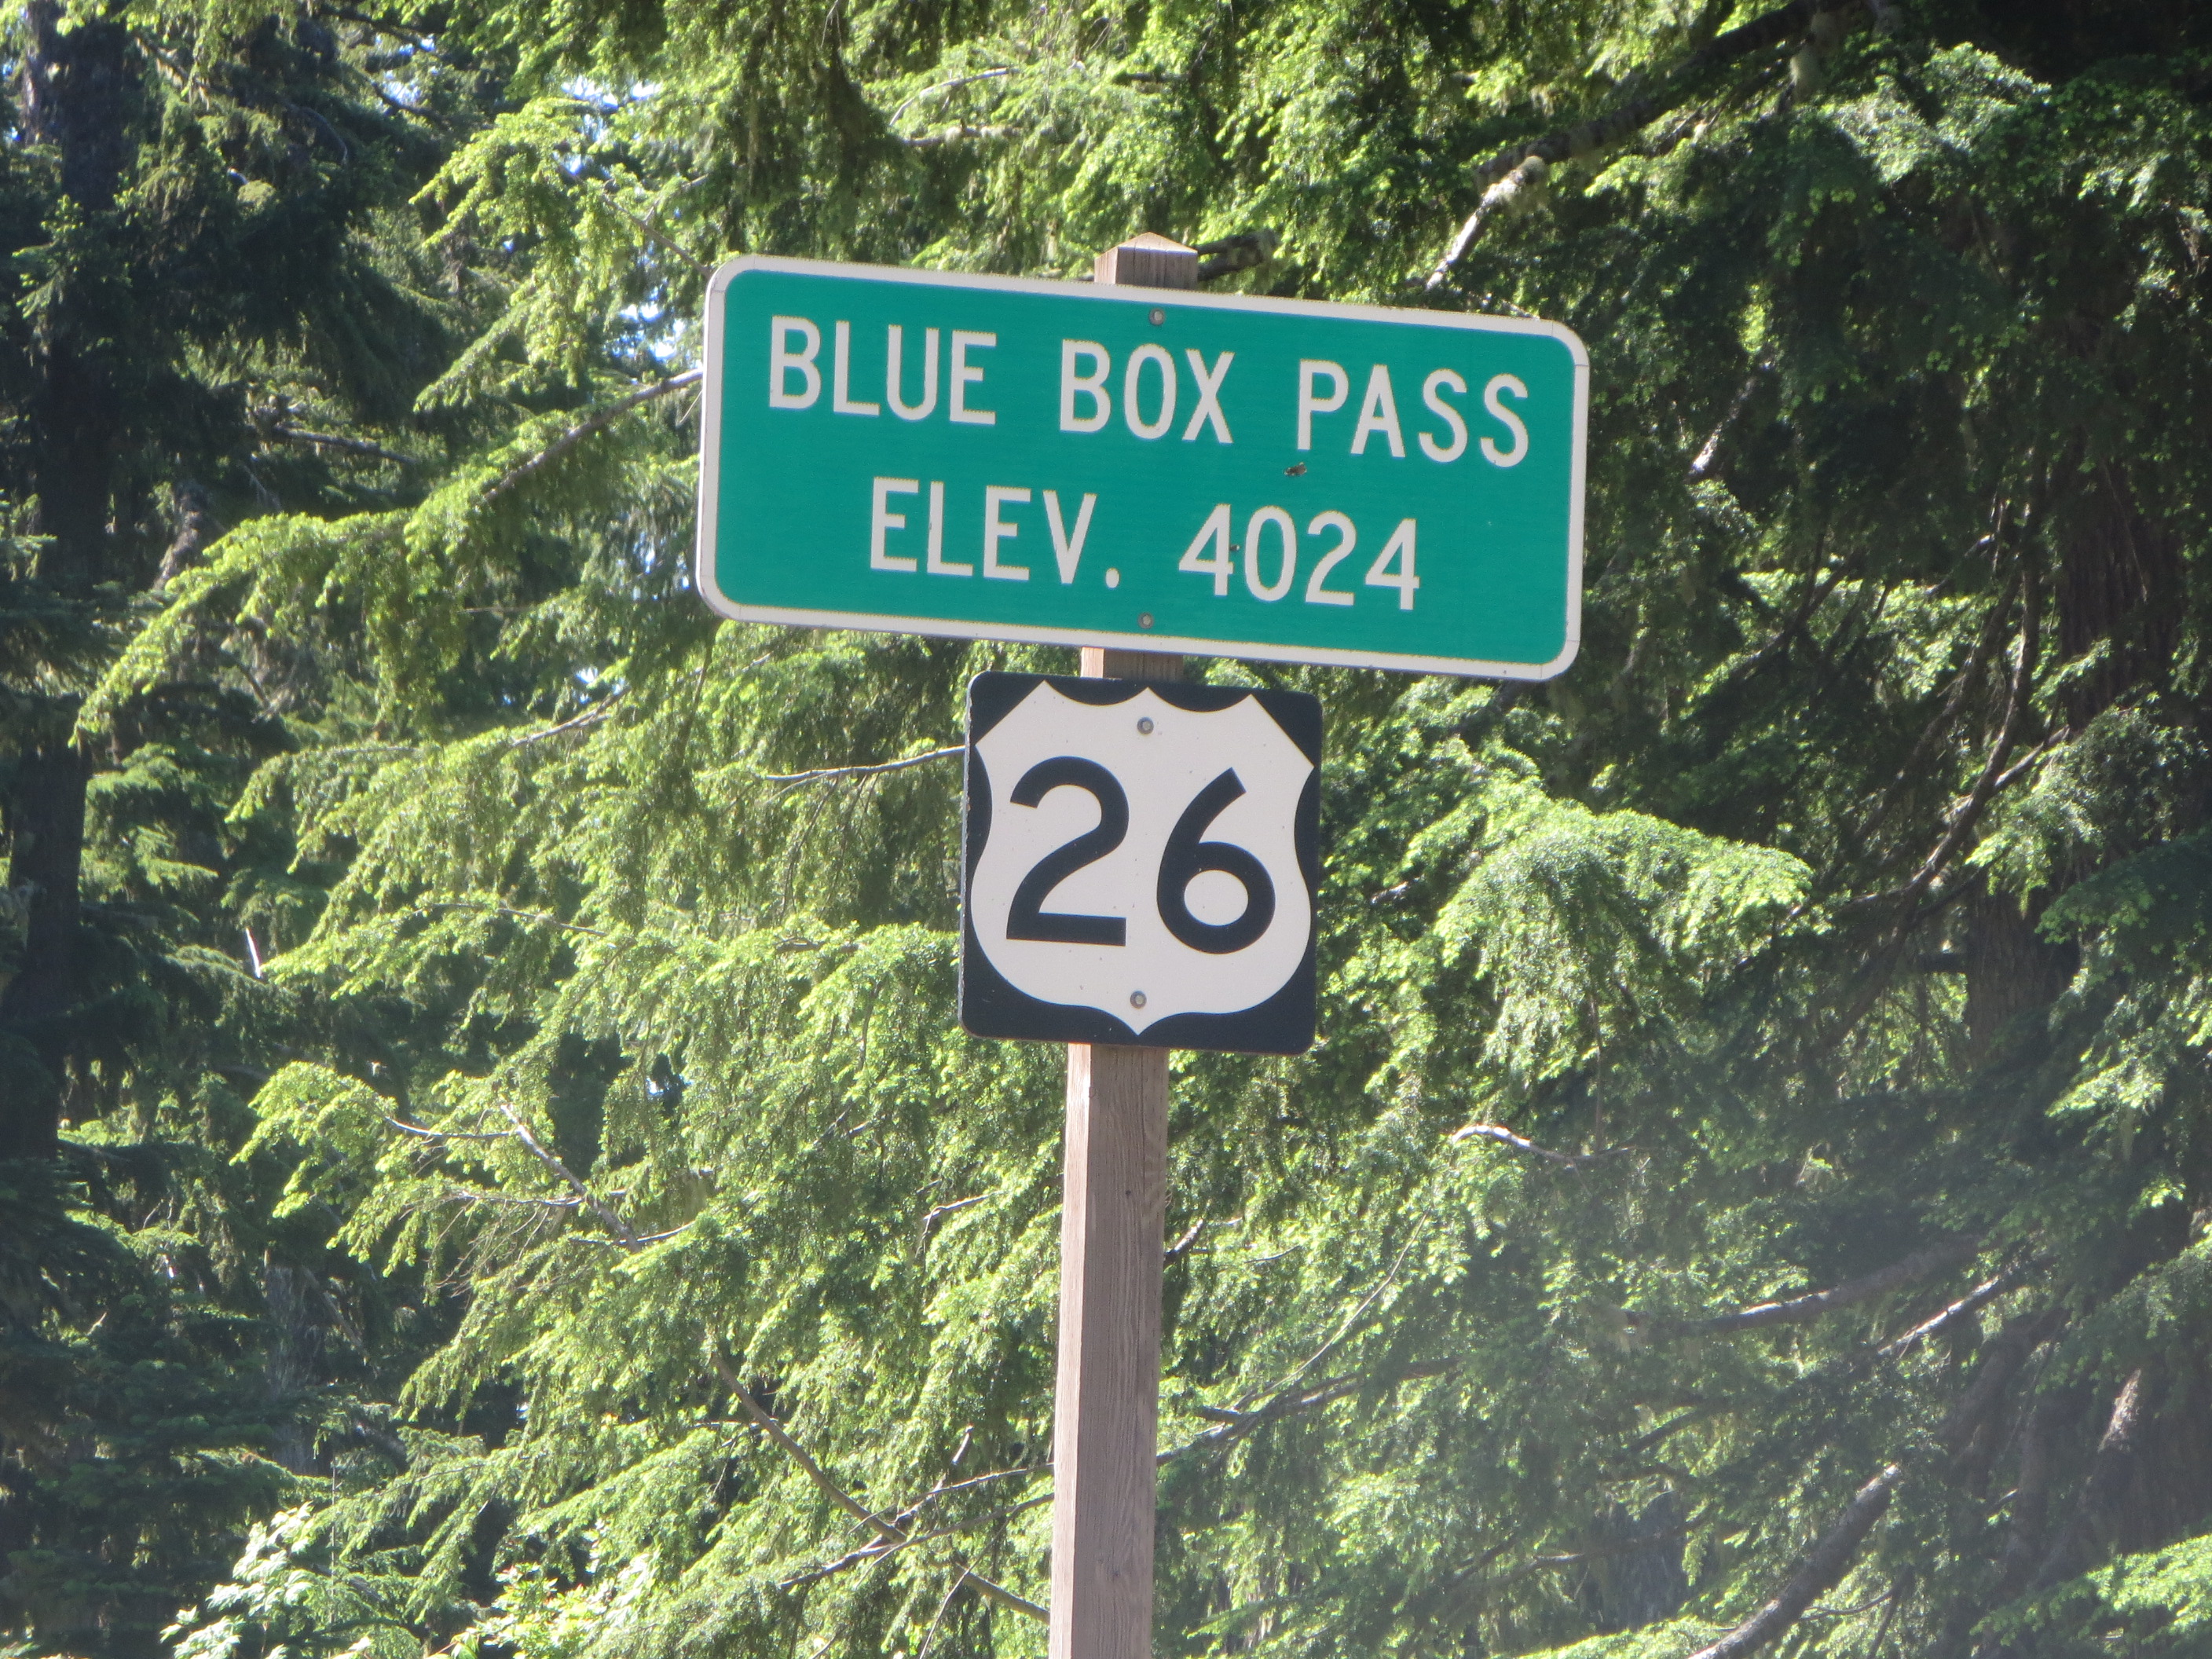 BLUE BOX PASS
ELEV. 4024
26